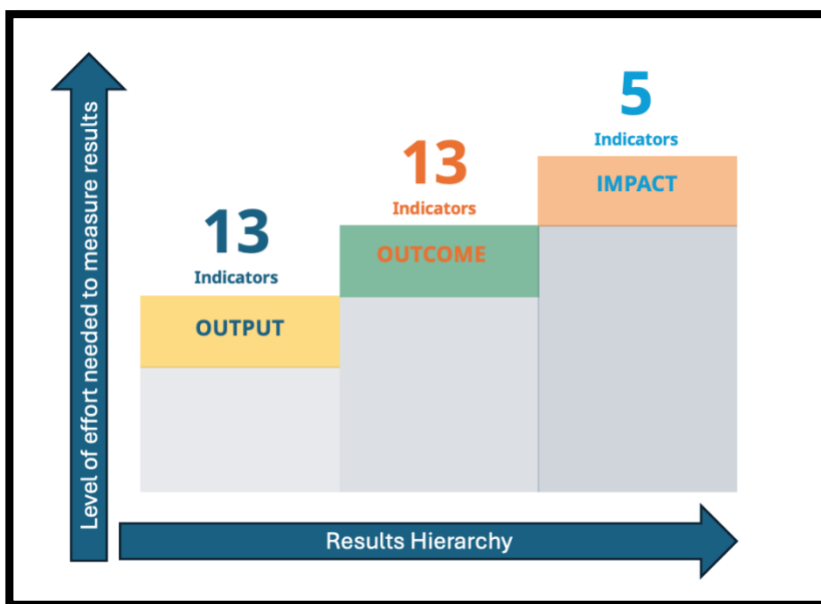 5
Indicators
IMPACT
13
Indicators
OUTCOME
13
Indicators
OUTPUT
Level of effort needed to measure results
Results Hierarchy